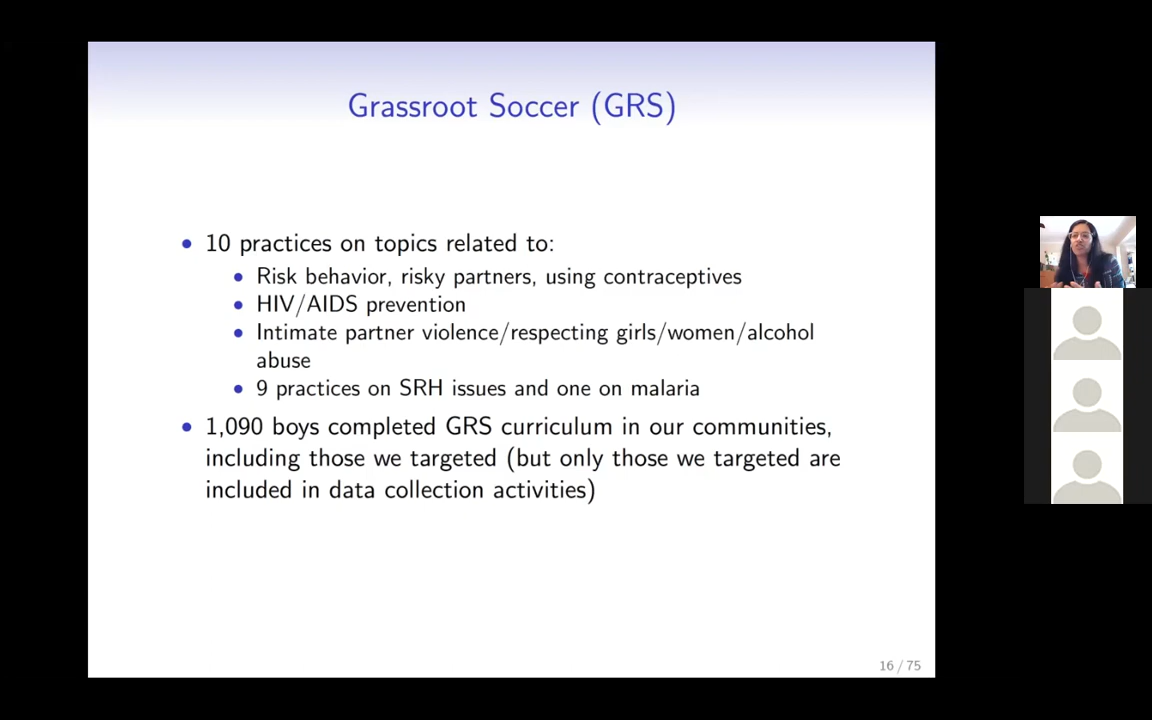 Grassroot Soccer (GRS)
• 10 practices on topics related to:
• Risk behavior, risky partners, using contraceptives
• HIV/AIDS prevention
• Intimate partner violence/respecting girls/women/alcohol
abuse
• 9 practices on SRH issues and one on malaria
• 1,090 boys completed GRS curriculum in our communities,
including those we targeted (but only those we targeted are
included in data collection activities)
16 / 75